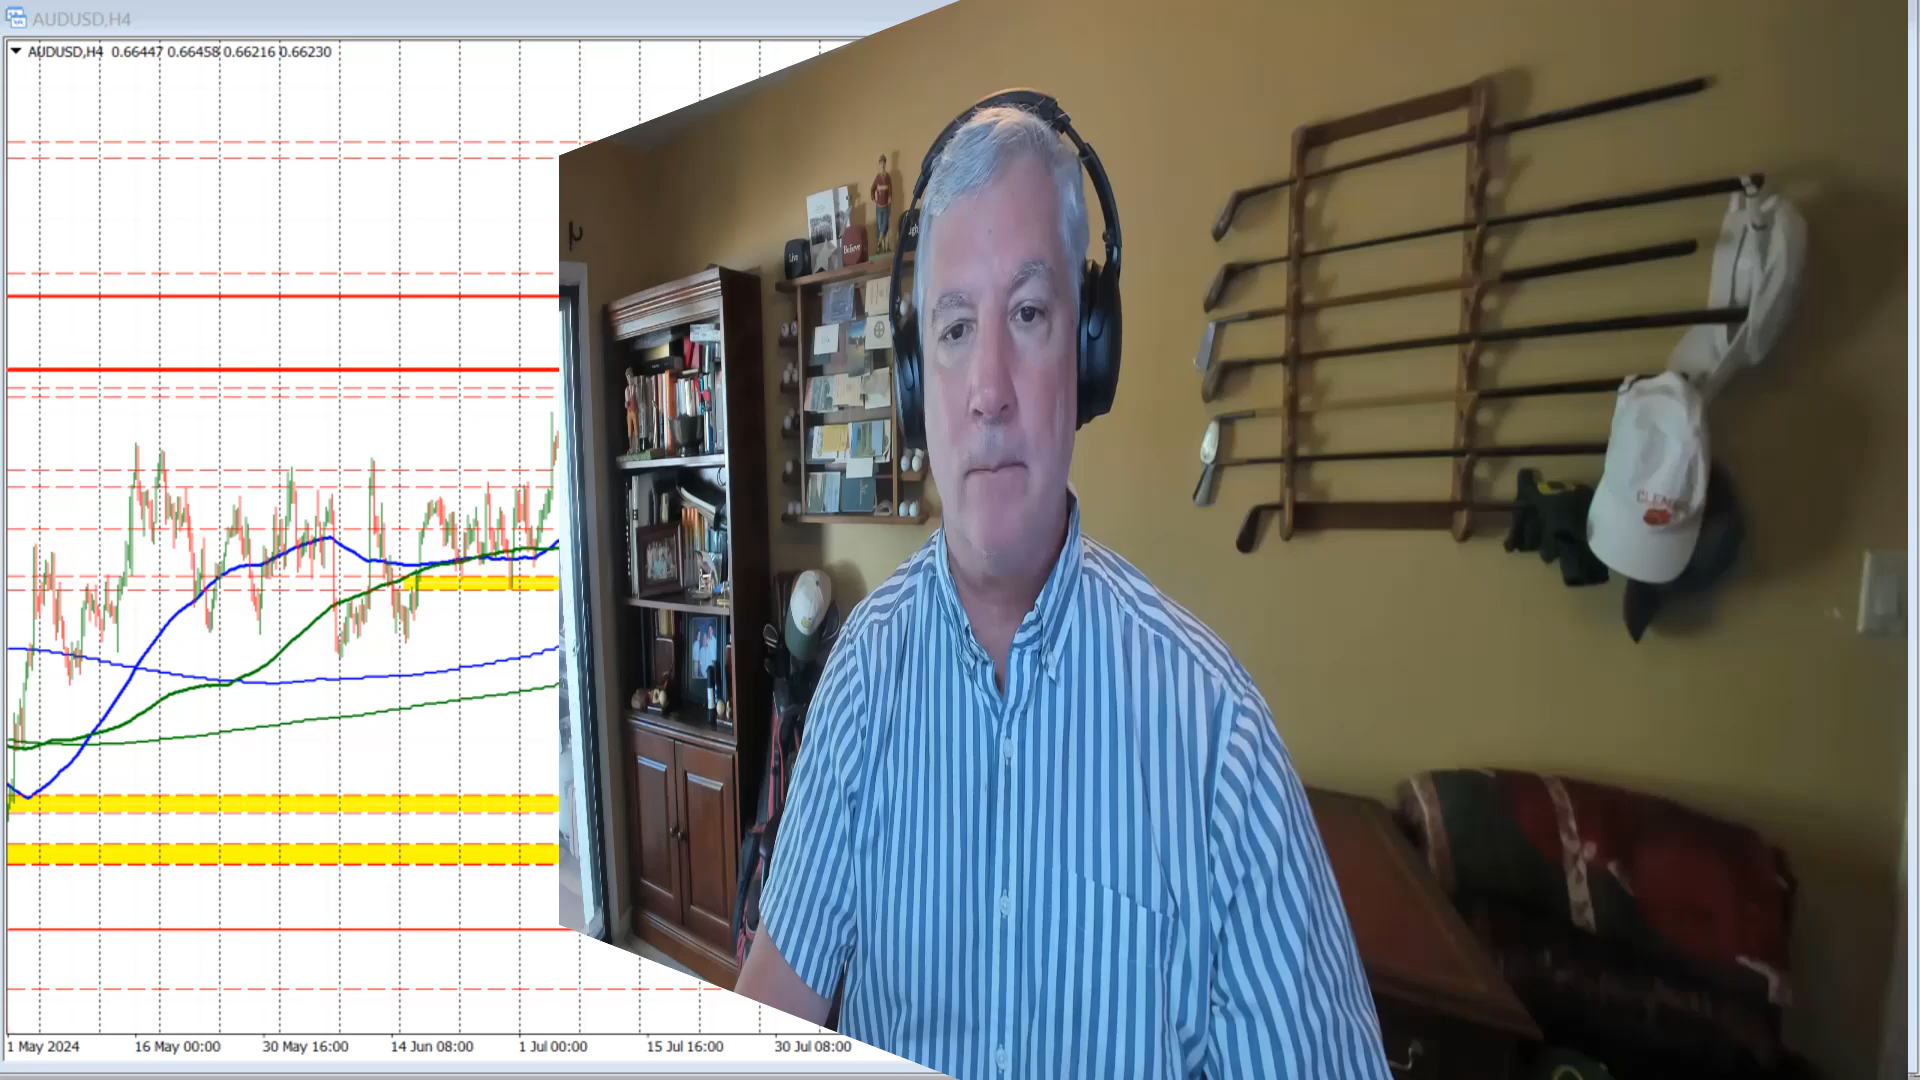 AUDUSD,H4
AUDUSD,H4 0.66447 0.66458 0.66216 0.66230
Live
Believe
1 May 2024 16 May 00:00 30 May 16:00 14 Jun 08:00 1 Jul 00:00 15 Jul 16:00 30 Jul 08:00